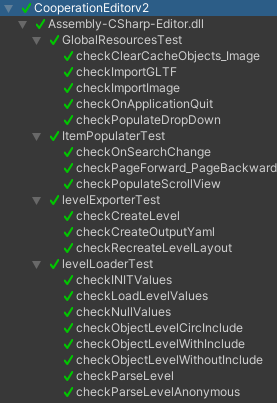 CooperationEditorv2
Assembly-CSharp-Editor.dll
GlobalResourcesTest
checkClearCacheObjects_Image
checkImportGLTF
checkImportImage
checkOnApplicationQuit
checkPopulateDropDown
ItemPopulaterTest
checkOnSearchChange
checkPageForward_PageBackward
checkPopulateScrollView
levelExporterTest
checkCreateLevel
checkCreateOutputYaml
checkRecreateLevelLayout
levelLoaderTest
checkINITValues
checkLoadLevelValues
checkNullValues
checkObjectLevelCircInclude
checkObjectLevelWithInclude
checkObjectLevelWithoutInclude
checkParseLevel
checkParseLevelAnonymous